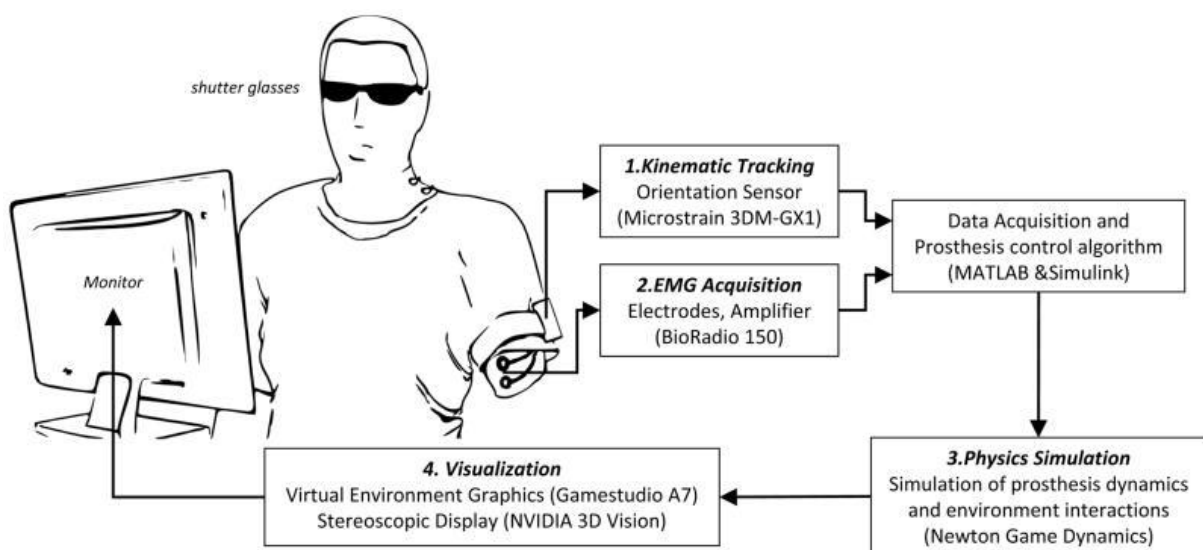 shutter glasses
Monitor
1.Kinematic Tracking
Orientation Sensor
(Microstrain 3DM-GX1)
2.EMG Acquisition
Electrodes, Amplifier
(BioRadio 150)
Data Acquisition and
Prosthesis control algorithm
(MATLAB &Simulink)
3.Physics Simulation
Simulation of prosthesis dynamics
and environment interactions
(Newton Game Dynamics)
4. Visualization
Virtual Environment Graphics (Gamestudio A7)
Stereoscopic Display (NVIDIA 3D Vision)